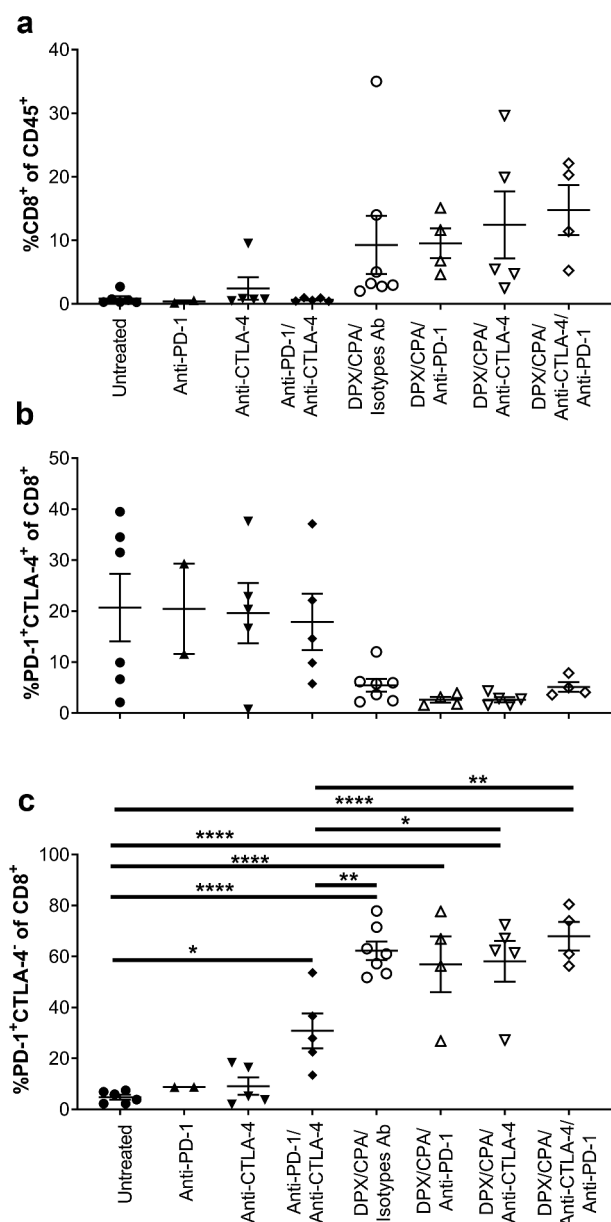 a
%CD8⁺ of CD45⁺
40
30
20
10
0
Untreated
Anti-PD-1
Anti-CTLA-4
Anti-PD-1/
Anti-CTLA-4
DPX/CPA/
Isotypes Ab
DPX/CPA/
Anti-PD-1
DPX/CPA/
Anti-CTLA-4
DPX/CPA/
Anti-CTLA-4/
Anti-PD-1
b
%PD-1⁺CTLA-4⁺ of CD8⁺
50
40
30
20
10
0
c
%PD-1⁺CTLA-4⁻ of CD8⁺
**
****
*
****
****
**
****
*
100
80
60
40
20
0
Untreated
Anti-PD-1
Anti-CTLA-4
Anti-PD-1/
Anti-CTLA-4
DPX/CPA/
Isotypes Ab
DPX/CPA/
Anti-PD-1
DPX/CPA/
Anti-CTLA-4
DPX/CPA/
Anti-CTLA-4/
Anti-PD-1